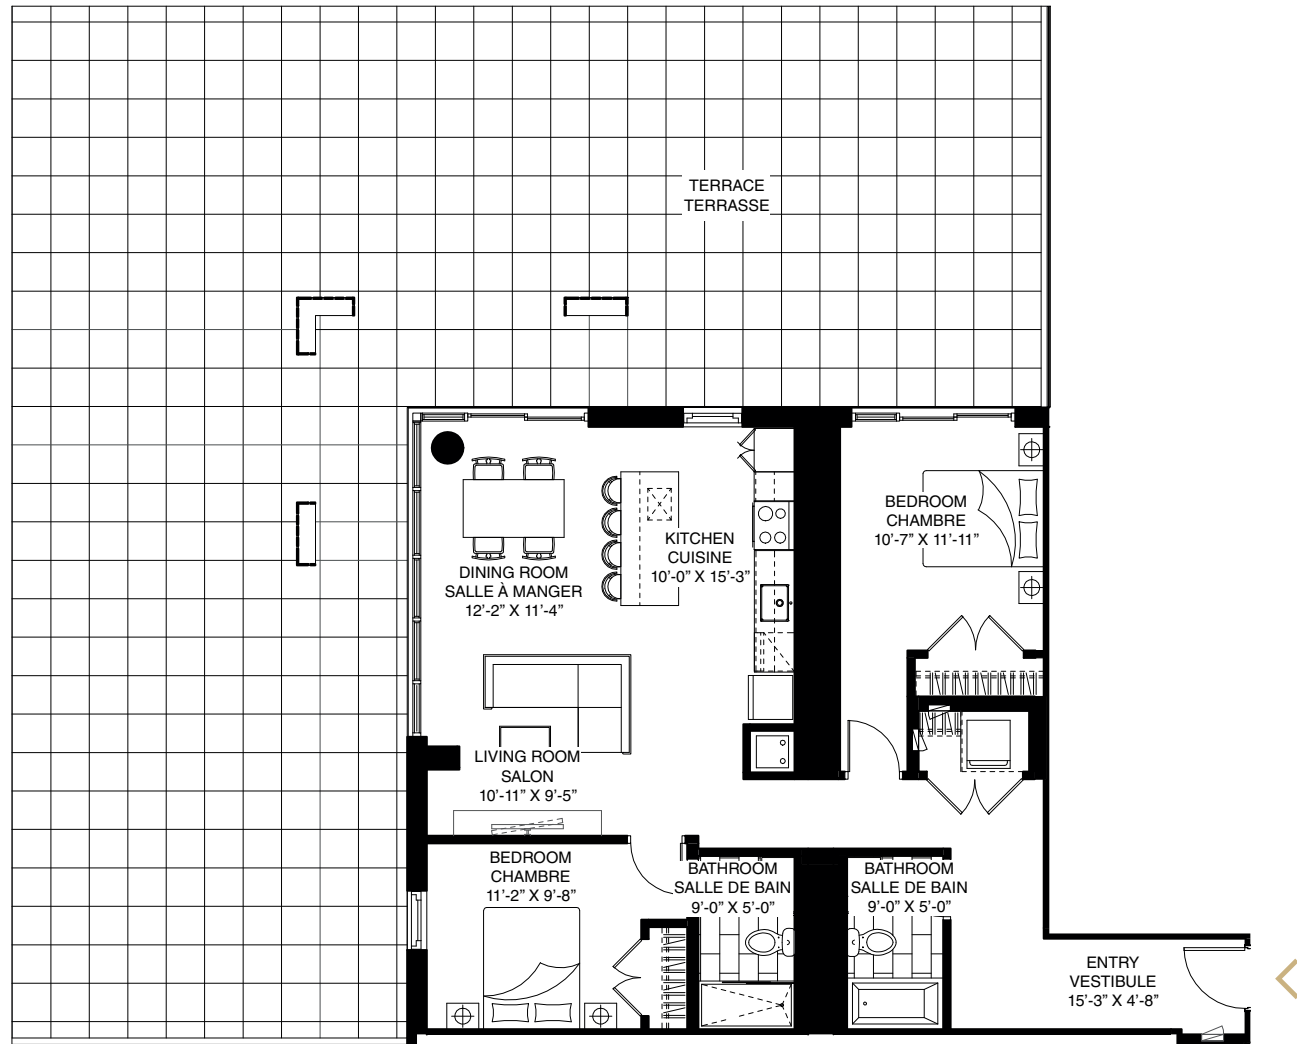 TERRACE
TERRASSE
BEDROOM
CHAMBRE
10’-7” X 11’-11”
KITCHEN
CUISINE
10’-0” X 15’-3”
DINING ROOM
SALLE À MANGER
12’-2” X 11’-4”
LIVING ROOM
SALON
10’-11” X 9’-5”
BEDROOM
CHAMBRE
11’-2” X 9’-8”
BATHROOM
SALLE DE BAIN
9’-0” X 5’-0”
BATHROOM
SALLE DE BAIN
9’-0” X 5’-0”
ENTRY
VESTIBULE
15’-3” X 4’-8”